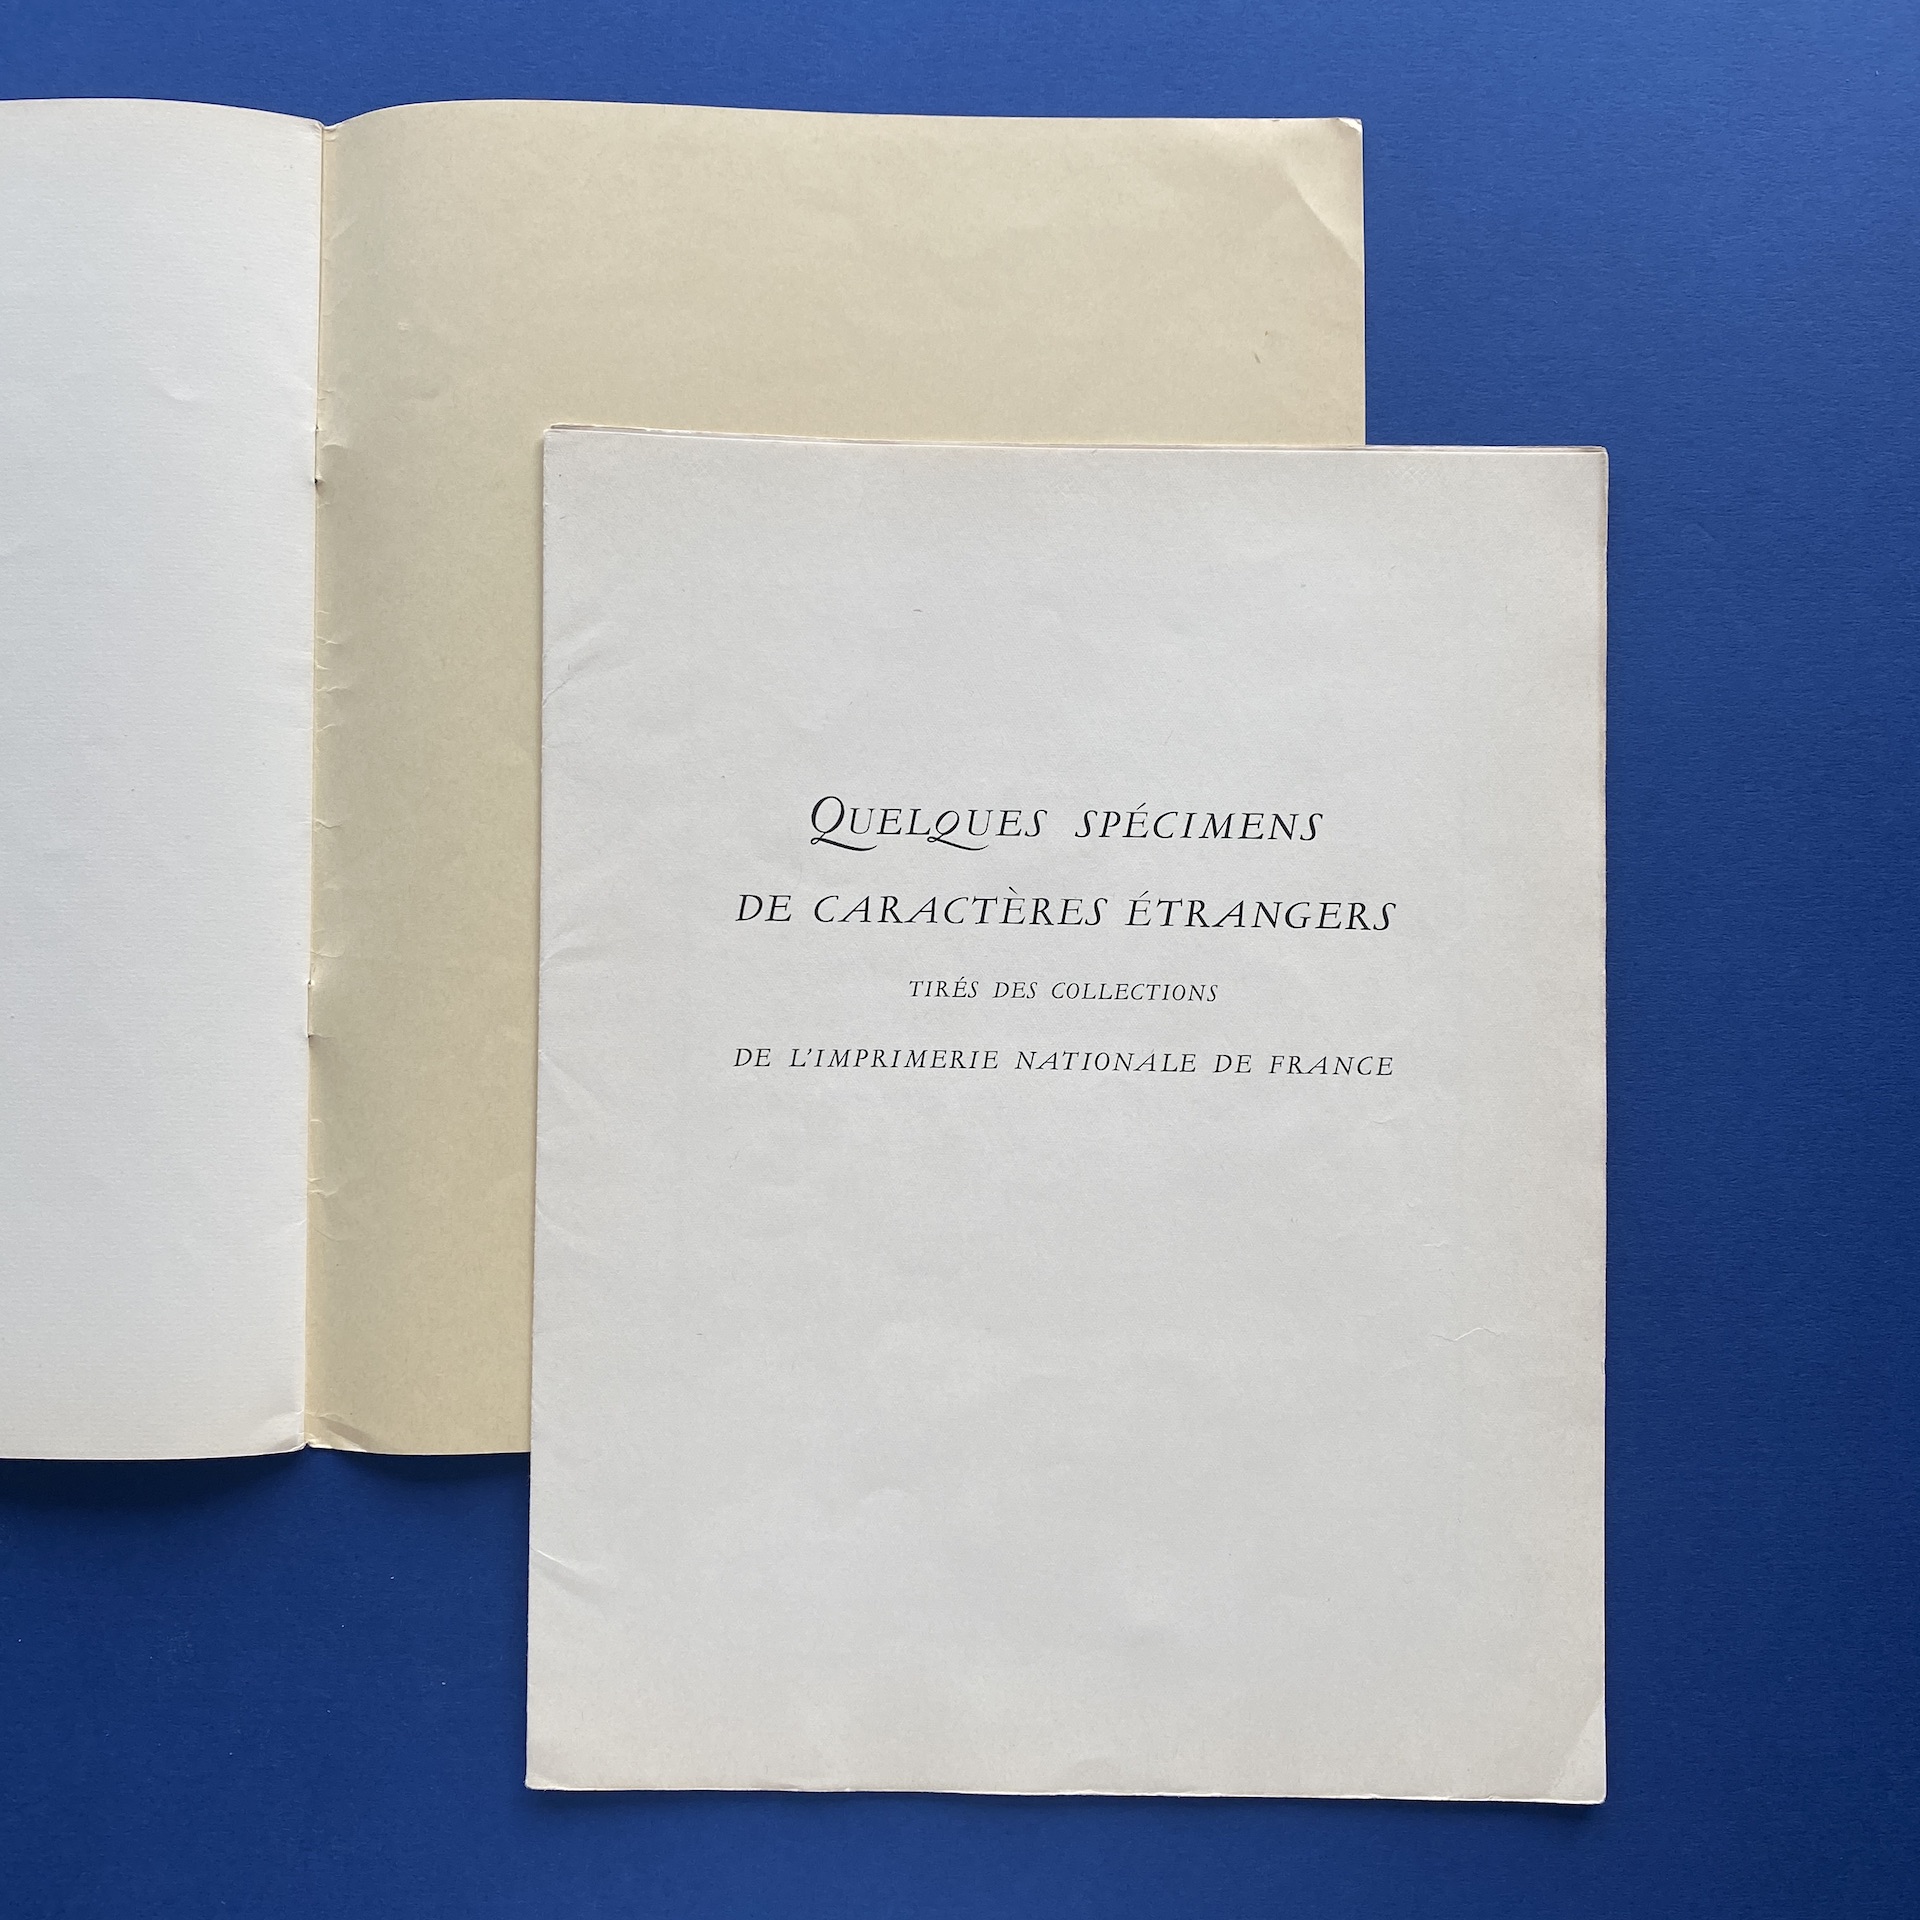 QUELQUES SPÉCIMENS
DE CARACTÈRES ÉTRANGERS
TIRÉS DES COLLECTIONS
DE L'IMPRIMERIE NATIONALE DE FRANCE